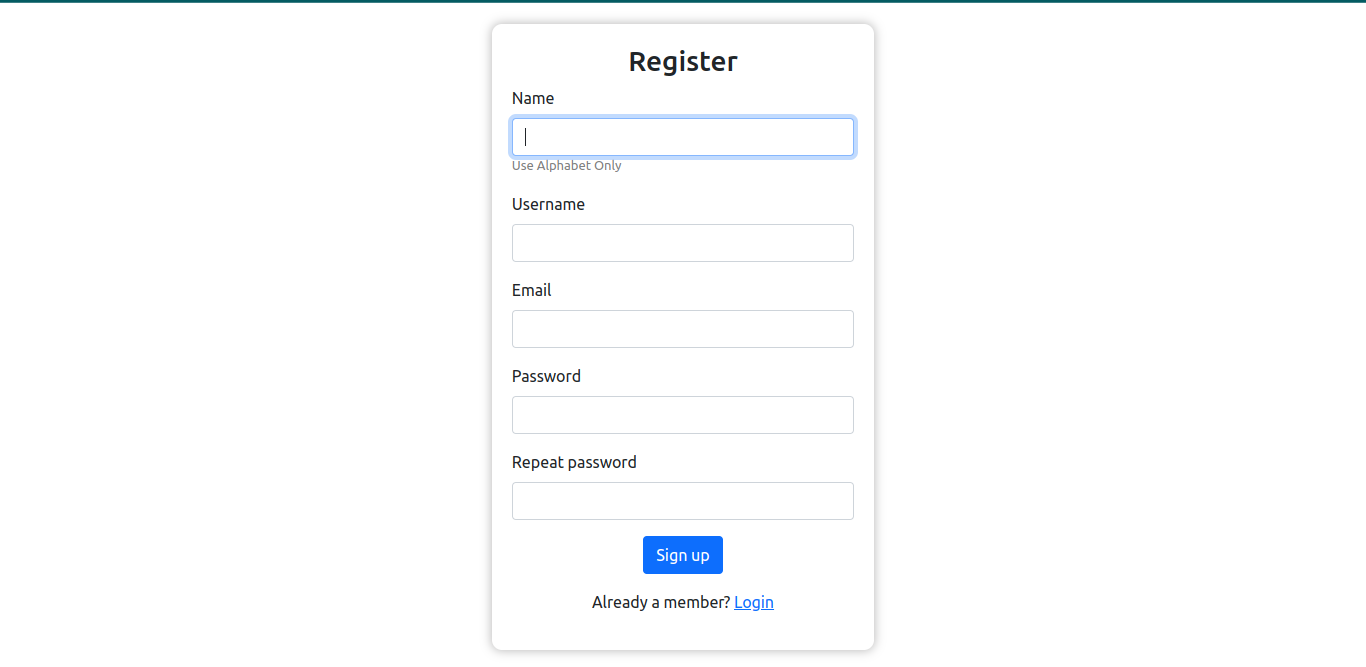 Register
Name
Use Alphabet Only
Username
Email
Password
Repeat password
Sign up
Already a member? Login